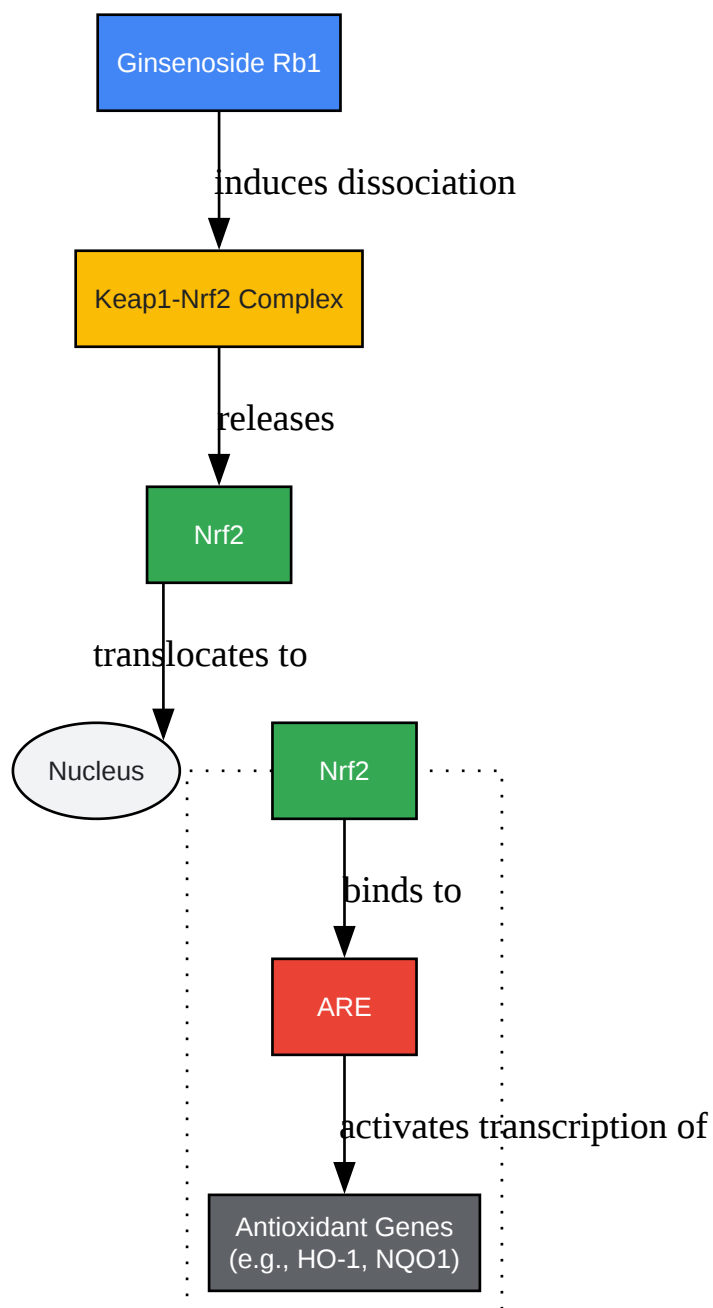 Ginsenoside Rb1
induces dissociation
Keap1-Nrf2 Complex
releases
Nrf2
translocates to
Nucleus
Nrf2
binds to
ARE
activates transcription of
Antioxidant Genes
(e.g., HO-1, NQO1)